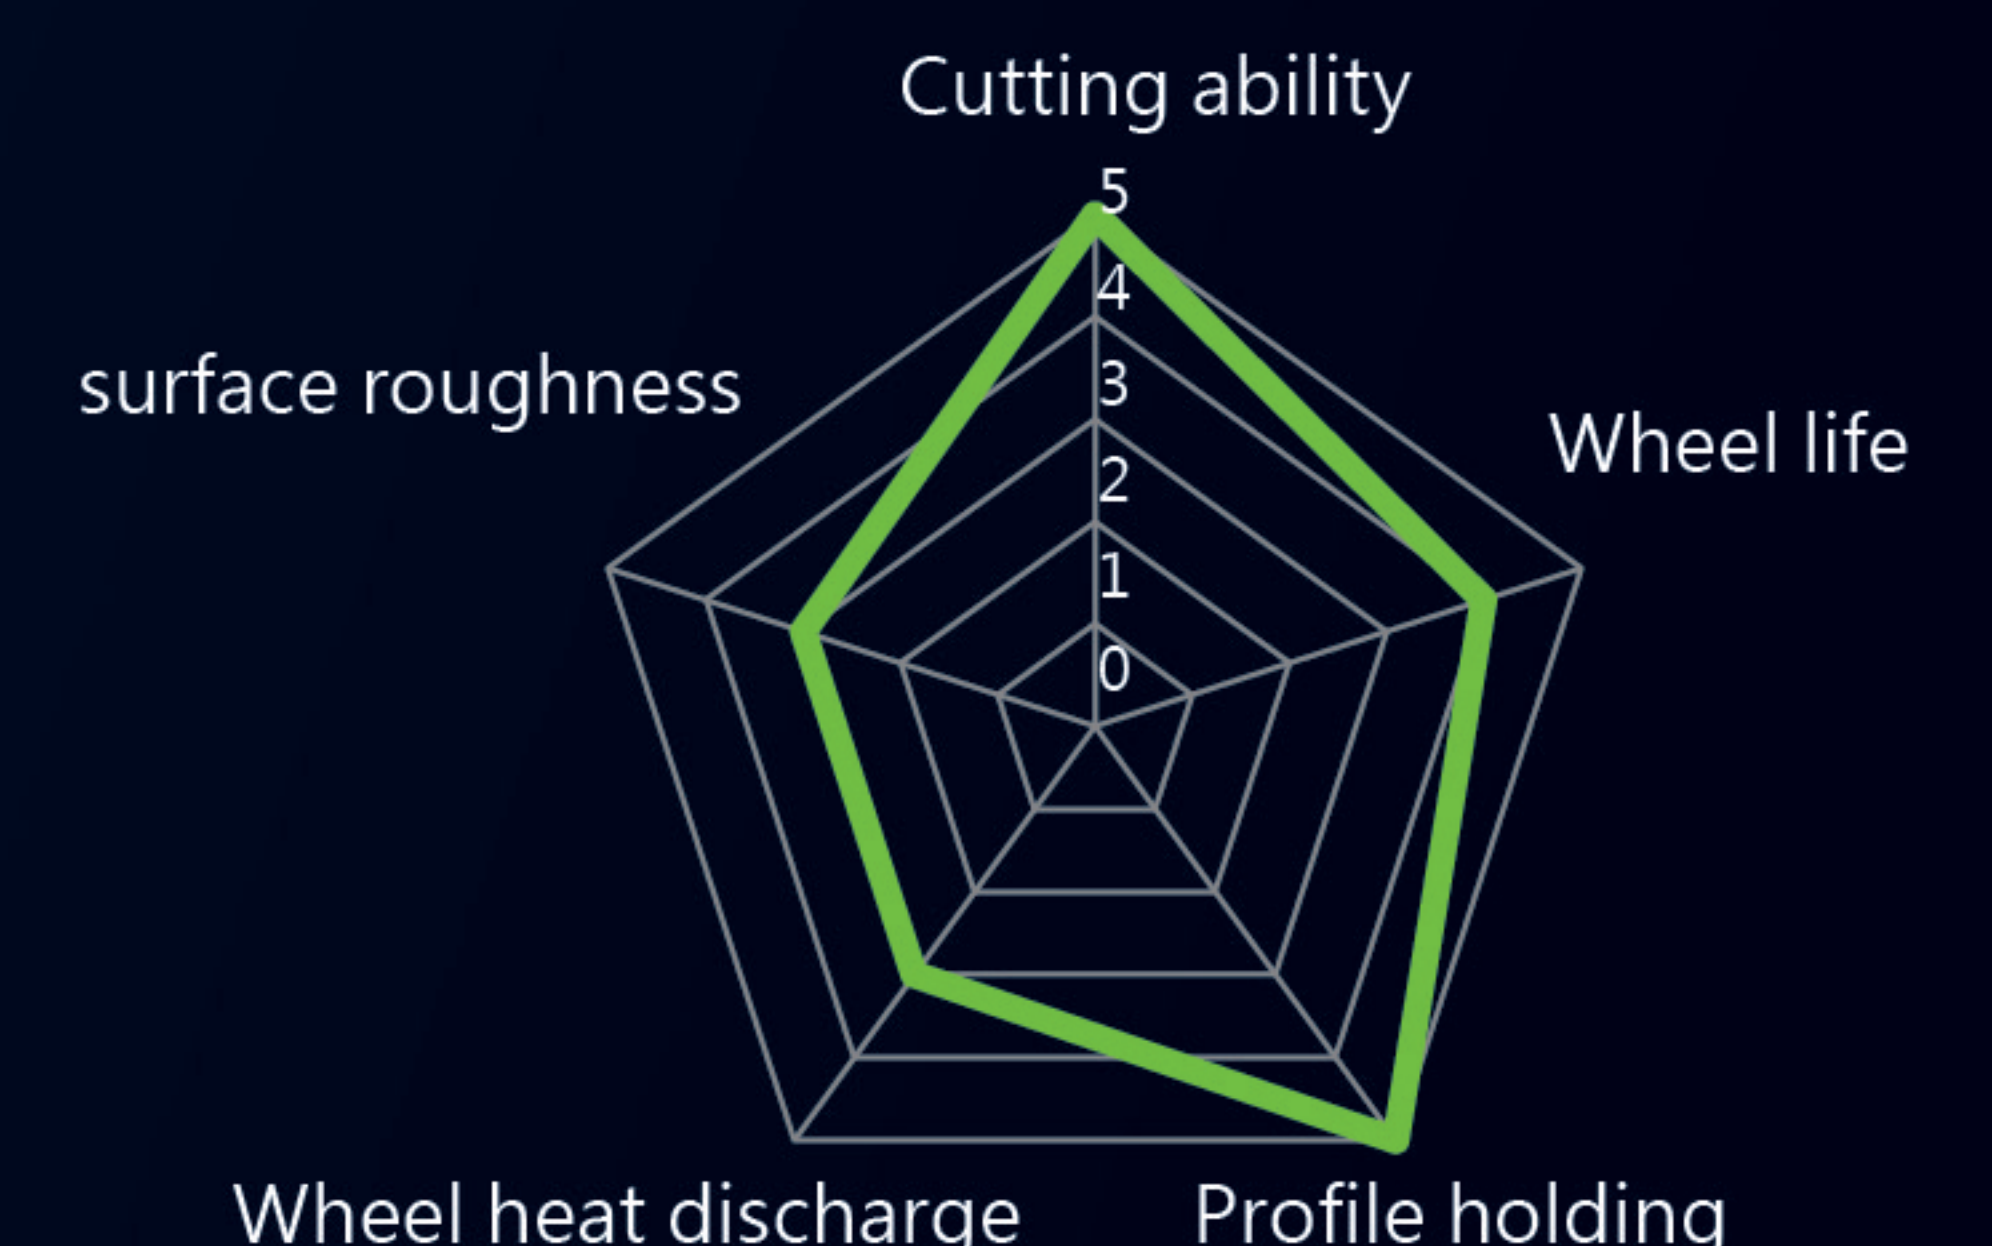 Cutting ability
5
4
3
2
1
0
surface roughness
Wheel life
Wheel heat discharge
Profile holding